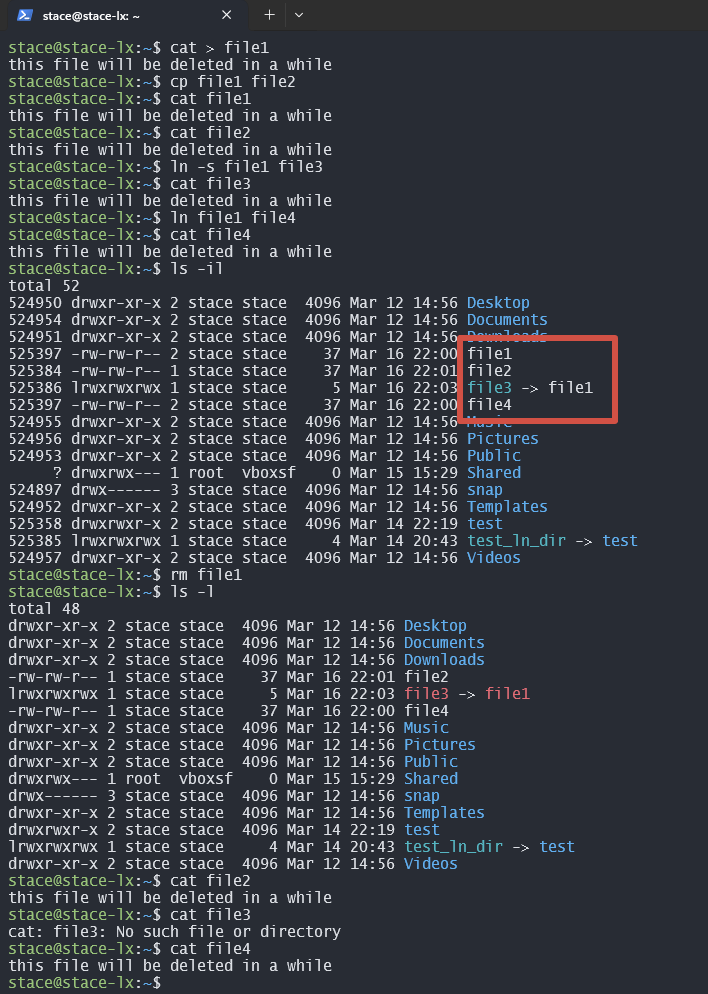 stace@stace-lx: ~
stace@stace-lx:~$ cat > file1
this file will be deleted in a while
stace@stace-lx:~$ cp file1 file2
stace@stace-lx:~$ cat file1
this file will be deleted in a while
stace@stace-lx:~$ cat file2
this file will be deleted in a while
stace@stace-lx:~$ ln -s file1 file3
stace@stace-lx:~$ cat file3
this file will be deleted in a while
stace@stace-lx:~$ ln file1 file4
stace@stace-lx:~$ cat file4
this file will be deleted in a while
stace@stace-lx:~$ ls -il
total 52
524950 drwxr-xr-x 2 stace stace  4096 Mar 12 14:56 Desktop
524954 drwxr-xr-x 2 stace stace  4096 Mar 12 14:56 Documents
524951 drwxr-xr-x 2 stace stace  4096 Mar 12 14:56 Downloads
525397 -rw-rw-r-- 2 stace stace    37 Mar 16 22:00 file1
525384 -rw-rw-r-- 1 stace stace    37 Mar 16 22:01 file2
525386 lrwxrwxrwx 1 stace stace     5 Mar 16 22:03 file3 -> file1
525397 -rw-rw-r-- 2 stace stace    37 Mar 16 22:00 file4
524955 drwxr-xr-x 2 stace stace  4096 Mar 12 14:56 Music
524956 drwxr-xr-x 2 stace stace  4096 Mar 12 14:56 Pictures
524953 drwxr-xr-x 2 stace stace  4096 Mar 12 14:56 Public
     ? drwxrwx--- 1 root  vboxsf    0 Mar 15 15:29 Shared
524897 drwx------ 3 stace stace  4096 Mar 12 14:56 snap
524952 drwxr-xr-x 2 stace stace  4096 Mar 12 14:56 Templates
525358 drwxrwxr-x 2 stace stace  4096 Mar 14 22:19 test
525385 lrwxrwxrwx 1 stace stace     4 Mar 14 20:43 test_ln_dir -> test
524957 drwxr-xr-x 2 stace stace  4096 Mar 12 14:56 Videos
stace@stace-lx:~$ rm file1
stace@stace-lx:~$ ls -l
total 48
drwxr-xr-x 2 stace stace  4096 Mar 12 14:56 Desktop
drwxr-xr-x 2 stace stace  4096 Mar 12 14:56 Documents
drwxr-xr-x 2 stace stace  4096 Mar 12 14:56 Downloads
-rw-rw-r-- 1 stace stace    37 Mar 16 22:01 file2
lrwxrwxrwx 1 stace stace     5 Mar 16 22:03 file3 -> file1
-rw-rw-r-- 1 stace stace    37 Mar 16 22:00 file4
drwxr-xr-x 2 stace stace  4096 Mar 12 14:56 Music
drwxr-xr-x 2 stace stace  4096 Mar 12 14:56 Pictures
drwxr-xr-x 2 stace stace  4096 Mar 12 14:56 Public
drwxrwx--- 1 root  vboxsf    0 Mar 15 15:29 Shared
drwx------ 3 stace stace  4096 Mar 12 14:56 snap
drwxr-xr-x 2 stace stace  4096 Mar 12 14:56 Templates
drwxrwxr-x 2 stace stace  4096 Mar 14 22:19 test
lrwxrwxrwx 1 stace stace     4 Mar 14 20:43 test_ln_dir -> test
drwxr-xr-x 2 stace stace  4096 Mar 12 14:56 Videos
stace@stace-lx:~$ cat file2
this file will be deleted in a while
stace@stace-lx:~$ cat file3
cat: file3: No such file or directory
stace@stace-lx:~$ cat file4
this file will be deleted in a while
stace@stace-lx:~$